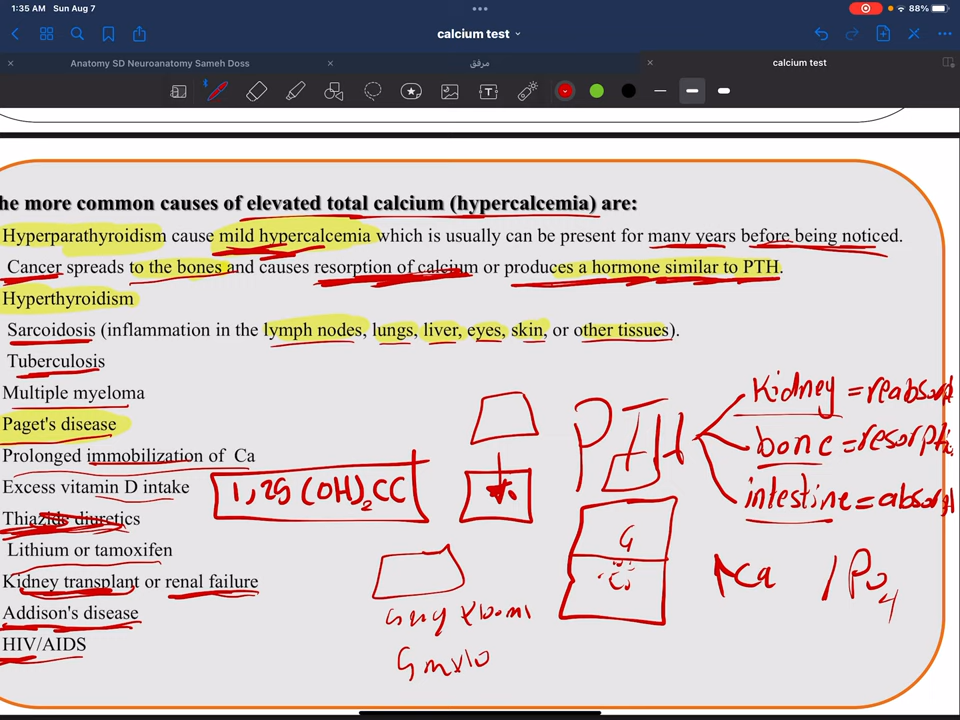 1:35 AM Sun Aug 7
88%
calcium test
Anatomy SD Neuroanatomy Sameh Doss
مرفق
calcium test
he more common causes of elevated total calcium (hypercalcemia) are:
Hyperparathyroidism cause mild hypercalcemia which is usually can be present for many years before being noticed.
Cancer spreads to the bones and causes resorption of calcium or produces a hormone similar to PTH.
Hyperthyroidism
Sarcoidosis (inflammation in the lymph nodes, lungs, liver, eyes, skin, or other tissues).
Tuberculosis
Multiple myeloma
Paget's disease
Prolonged immobilization of Ca
Excess vitamin D intake
Thiazids diuretics
Lithium or tamoxifen
Kidney transplant or renal failure
Addison's disease
HIV/AIDS
PTH
Kidney = reabsor
bone = resorpti
intestine = absor
1,25 (OH)2 CC
Ca
PO4